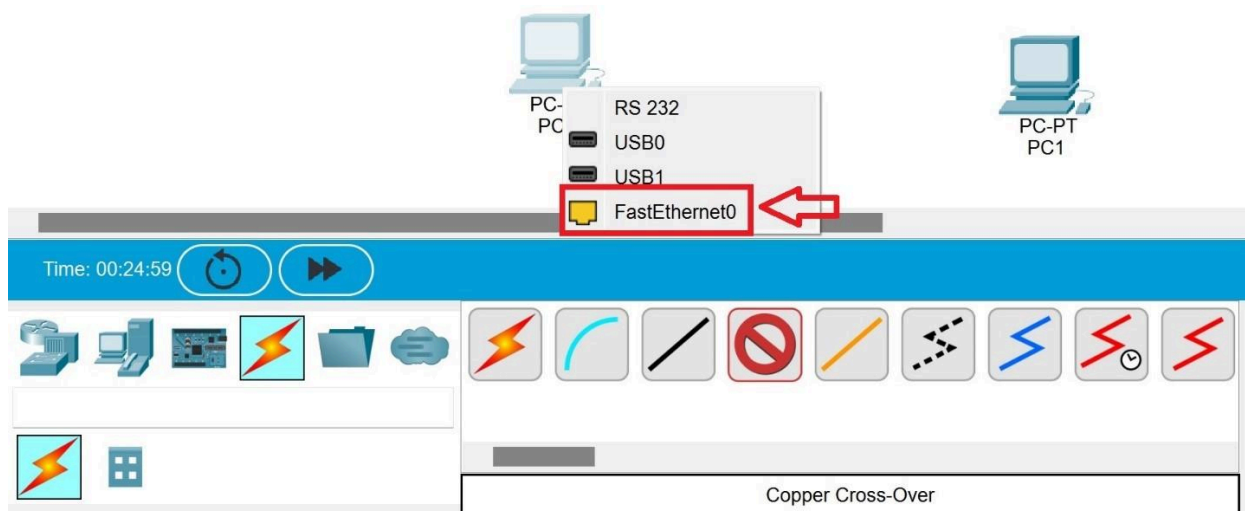 PC-
PC
RS 232
USB0
USB1
FastEthernet0
PC-PT
PC1
Time: 00:24:59
Copper Cross-Over